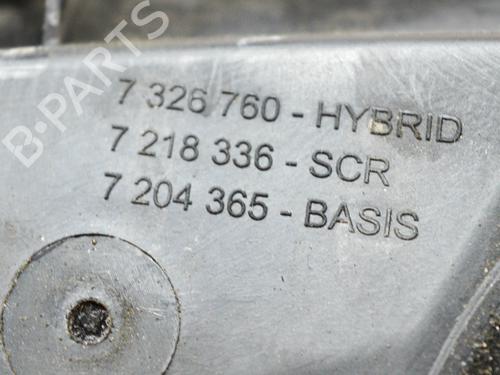 7 326 760 - HYBRID
7 218 336 - SCR
7 204 365 - BASIS
B-PARTS